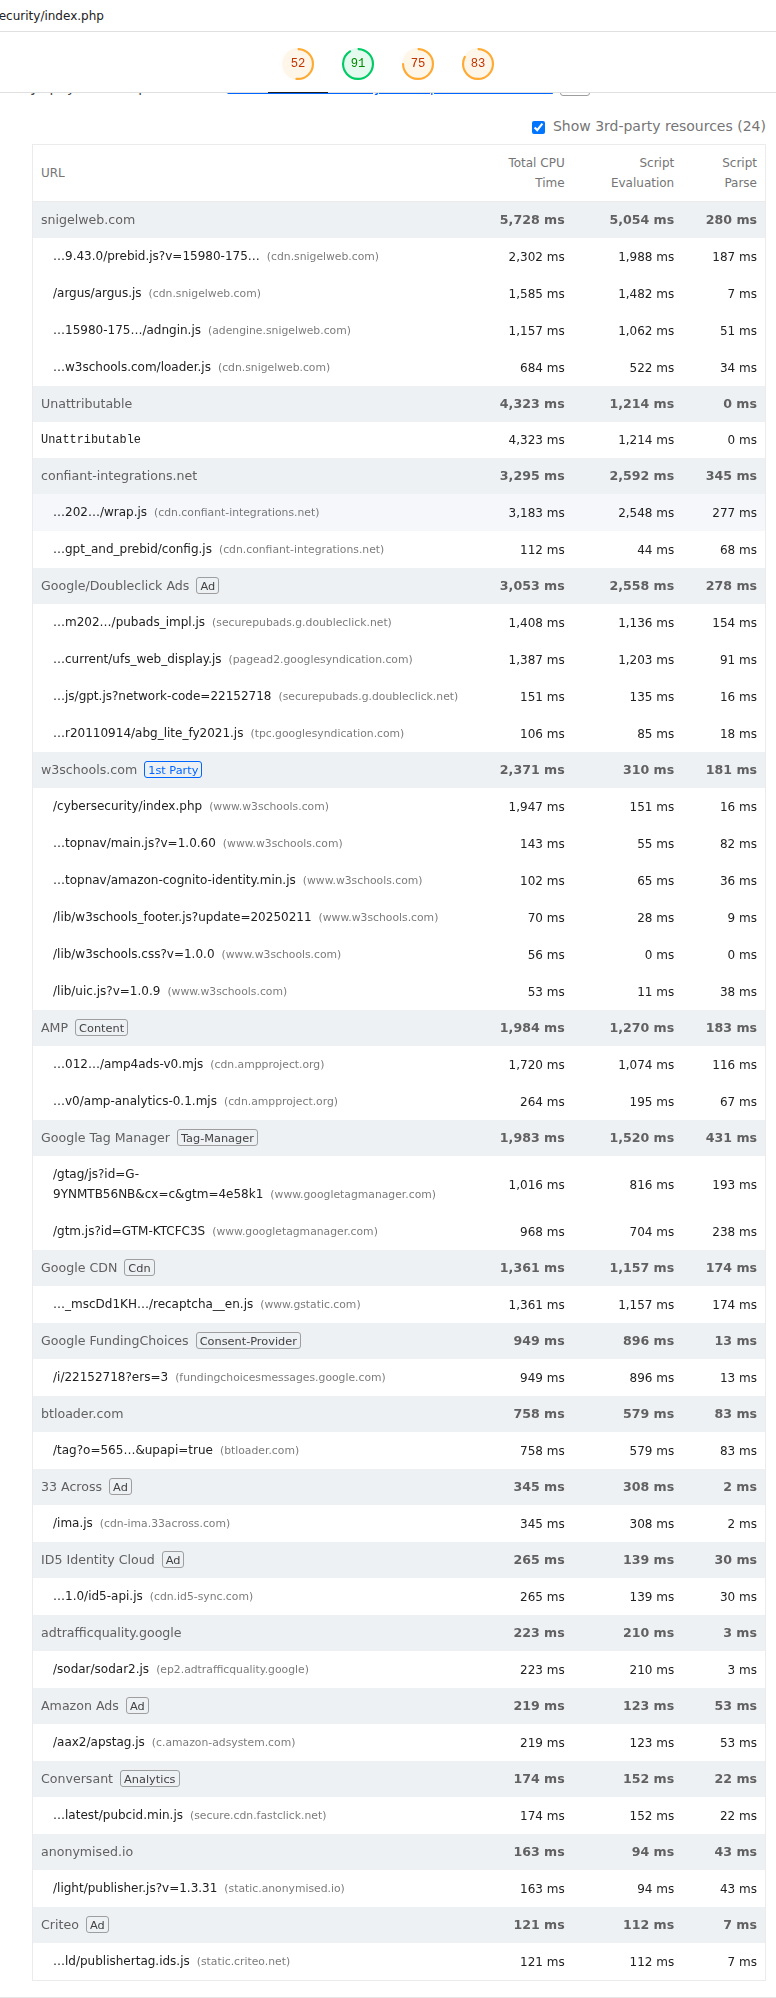 ecurity/index.php
52 91 75 83
Show 3rd-party resources (24)
URL Total CPU Time Script Evaluation Script Parse
snigelweb.com 5,728 ms 5,054 ms 280 ms
…9.43.0/prebid.js?v=15980-175… (cdn.snigelweb.com) 2,302 ms 1,988 ms 187 ms
/argus/argus.js (cdn.snigelweb.com) 1,585 ms 1,482 ms 7 ms
…15980-175…/adngin.js (adengine.snigelweb.com) 1,157 ms 1,062 ms 51 ms
…w3schools.com/loader.js (cdn.snigelweb.com) 684 ms 522 ms 34 ms
Unattributable 4,323 ms 1,214 ms 0 ms
Unattributable 4,323 ms 1,214 ms 0 ms
confiant-integrations.net 3,295 ms 2,592 ms 345 ms
…202…/wrap.js (cdn.confiant-integrations.net) 3,183 ms 2,548 ms 277 ms
…gpt_and_prebid/config.js (cdn.confiant-integrations.net) 112 ms 44 ms 68 ms
Google/Doubleclick Ads Ad 3,053 ms 2,558 ms 278 ms
…m202…/pubads_impl.js (securepubads.g.doubleclick.net) 1,408 ms 1,136 ms 154 ms
…current/ufs_web_display.js (pagead2.googlesyndication.com) 1,387 ms 1,203 ms 91 ms
…js/gpt.js?network-code=22152718 (securepubads.g.doubleclick.net) 151 ms 135 ms 16 ms
…r20110914/abg_lite_fy2021.js (tpc.googlesyndication.com) 106 ms 85 ms 18 ms
w3schools.com 1st Party 2,371 ms 310 ms 181 ms
/cybersecurity/index.php (www.w3schools.com) 1,947 ms 151 ms 16 ms
…topnav/main.js?v=1.0.60 (www.w3schools.com) 143 ms 55 ms 82 ms
…topnav/amazon-cognito-identity.min.js (www.w3schools.com) 102 ms 65 ms 36 ms
/lib/w3schools_footer.js?update=20250211 (www.w3schools.com) 70 ms 28 ms 9 ms
/lib/w3schools.css?v=1.0.0 (www.w3schools.com) 56 ms 0 ms 0 ms
/lib/uic.js?v=1.0.9 (www.w3schools.com) 53 ms 11 ms 38 ms
AMP Content 1,984 ms 1,270 ms 183 ms
…012…/amp4ads-v0.mjs (cdn.ampproject.org) 1,720 ms 1,074 ms 116 ms
…v0/amp-analytics-0.1.mjs (cdn.ampproject.org) 264 ms 195 ms 67 ms
Google Tag Manager Tag-Manager 1,983 ms 1,520 ms 431 ms
/gtag/js?id=G-
9YNMTB56NB&cx=c&gtm=4e58k1 (www.googletagmanager.com) 1,016 ms 816 ms 193 ms
/gtm.js?id=GTM-KTCFC3S (www.googletagmanager.com) 968 ms 704 ms 238 ms
Google CDN Cdn 1,361 ms 1,157 ms 174 ms
…_mscDd1KH…/recaptcha__en.js (www.gstatic.com) 1,361 ms 1,157 ms 174 ms
Google FundingChoices Consent-Provider 949 ms 896 ms 13 ms
/i/22152718?ers=3 (fundingchoicesmessages.google.com) 949 ms 896 ms 13 ms
btloader.com 758 ms 579 ms 83 ms
/tag?o=565…&upapi=true (btloader.com) 758 ms 579 ms 83 ms
33 Across Ad 345 ms 308 ms 2 ms
/ima.js (cdn-ima.33across.com) 345 ms 308 ms 2 ms
ID5 Identity Cloud Ad 265 ms 139 ms 30 ms
…1.0/id5-api.js (cdn.id5-sync.com) 265 ms 139 ms 30 ms
adtrafficquality.google 223 ms 210 ms 3 ms
/sodar/sodar2.js (ep2.adtrafficquality.google) 223 ms 210 ms 3 ms
Amazon Ads Ad 219 ms 123 ms 53 ms
/aax2/apstag.js (c.amazon-adsystem.com) 219 ms 123 ms 53 ms
Conversant Analytics 174 ms 152 ms 22 ms
…latest/pubcid.min.js (secure.cdn.fastclick.net) 174 ms 152 ms 22 ms
anonymised.io 163 ms 94 ms 43 ms
/light/publisher.js?v=1.3.31 (static.anonymised.io) 163 ms 94 ms 43 ms
Criteo Ad 121 ms 112 ms 7 ms
…ld/publishertag.ids.js (static.criteo.net) 121 ms 112 ms 7 ms